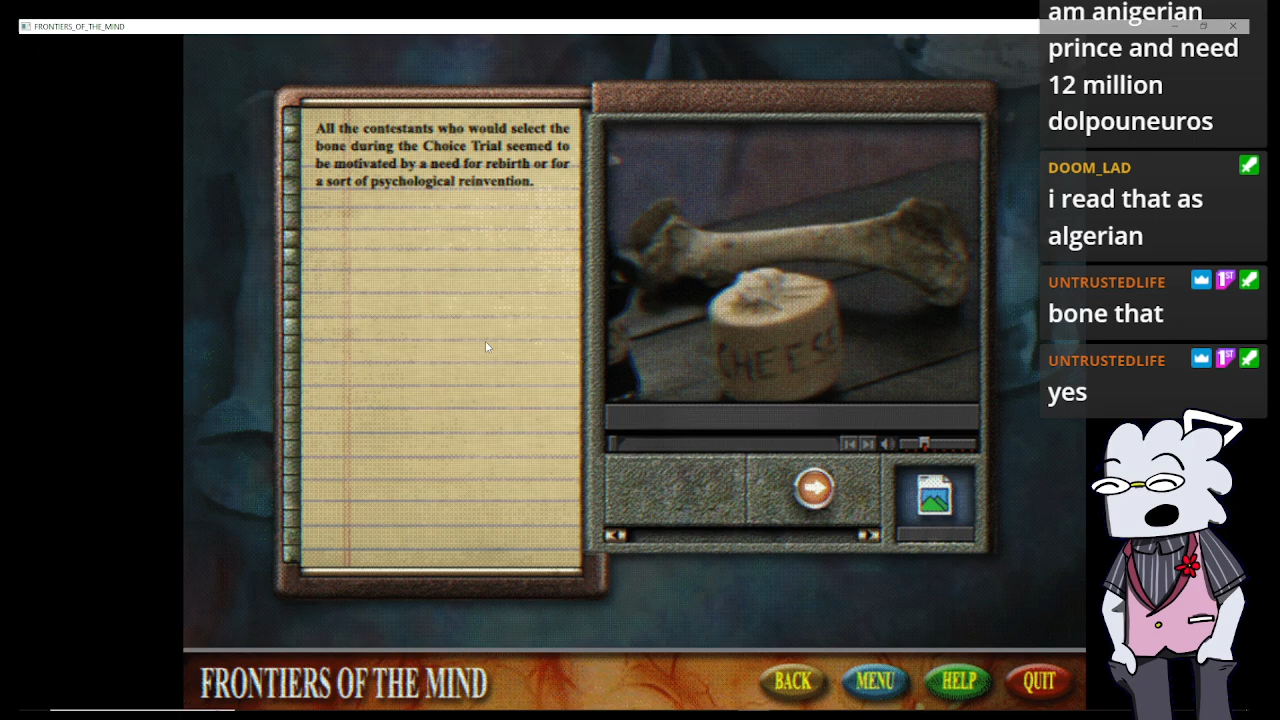 FRONTIERS_OF_THE_MIND
All the contestants who would select the
bone during the Choice Trial seemed to
be motivated by a need for rebirth or for
a sort of psychological reinvention.
CHEESE
FRONTIERS OF THE MIND
BACK
MENU
HELP
QUIT
am anigerian
prince and need
12 million
dolpouneuros
DOOM_LAD
i read that as
algerian
UNTRUSTEDLIFE
1ST
bone that
UNTRUSTEDLIFE
1ST
yes